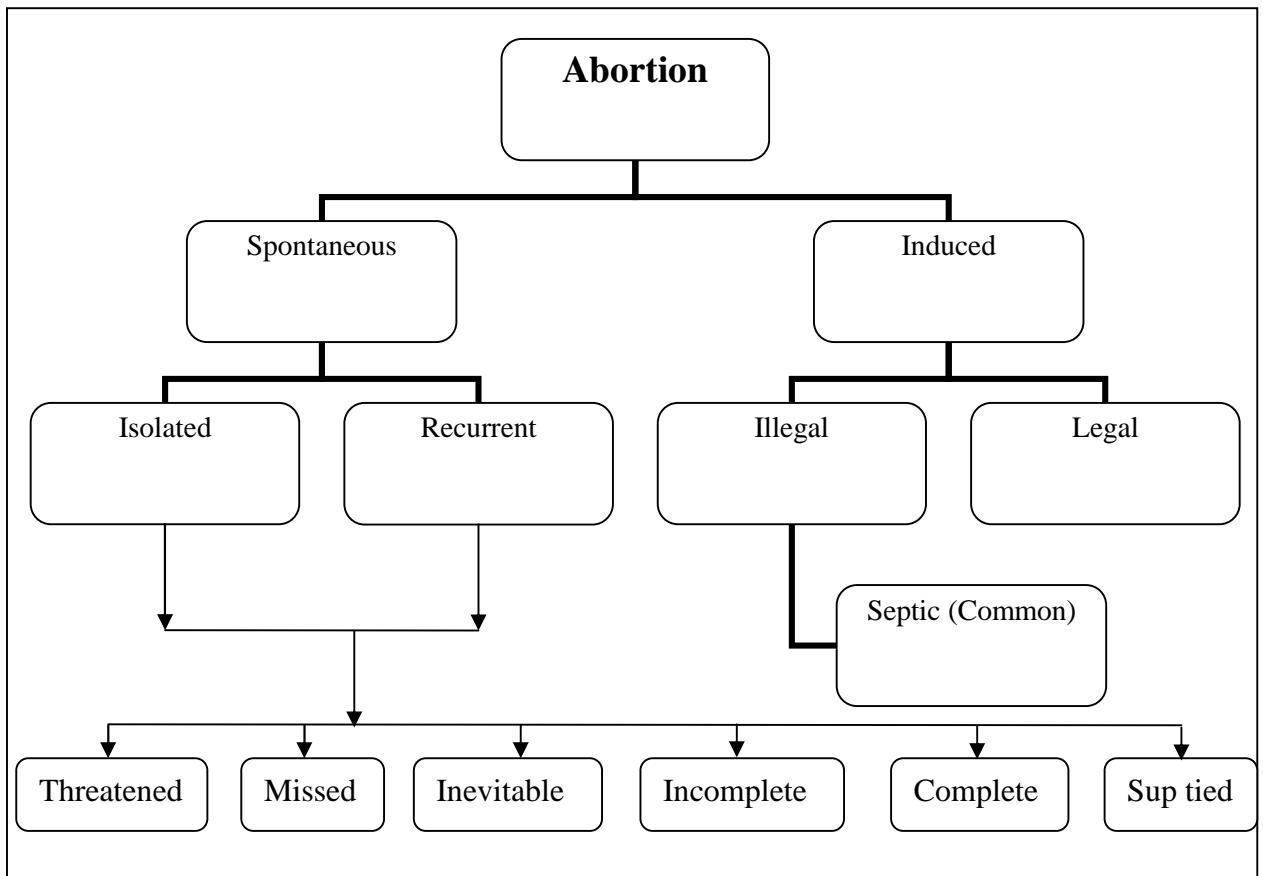 Abortion
Spontaneous
Induced
Isolated
Recurrent
Illegal
Legal
Septic (Common)
Threatened
Missed
Inevitable
Incomplete
Complete
Sup tied